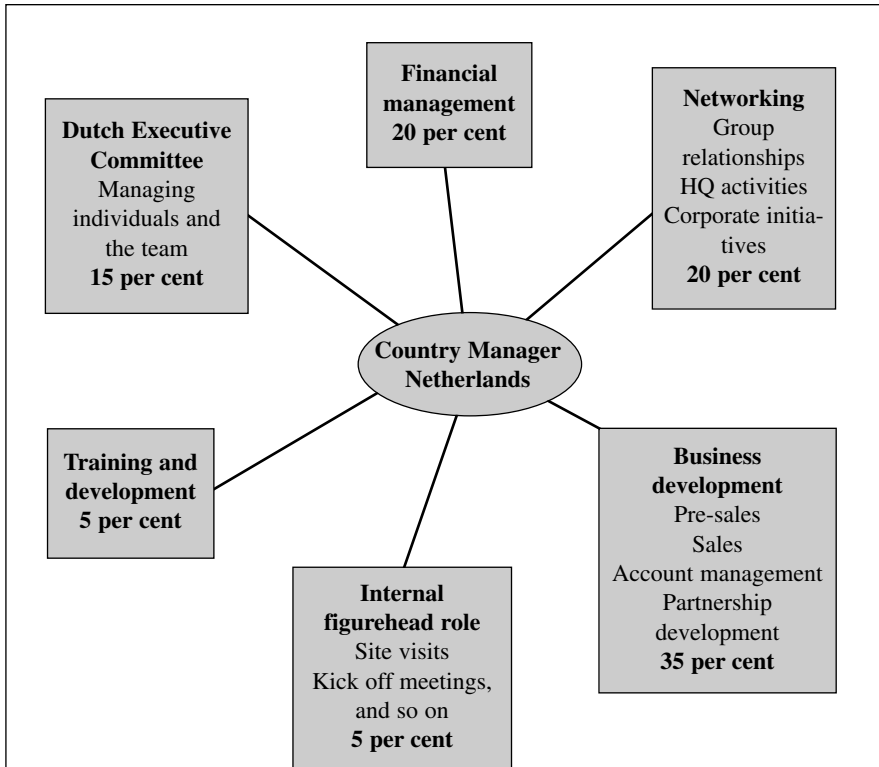 Financial
management
20 per cent
Dutch Executive
Committee
Managing
individuals and
the team
15 per cent
Networking
Group
relationships
HQ activities
Corporate initia-
tives
20 per cent
Country Manager
Netherlands
Training and
development
5 per cent
Business
development
Pre-sales
Sales
Account management
Partnership
development
35 per cent
Internal
figurehead role
Site visits
Kick off meetings,
and so on
5 per cent